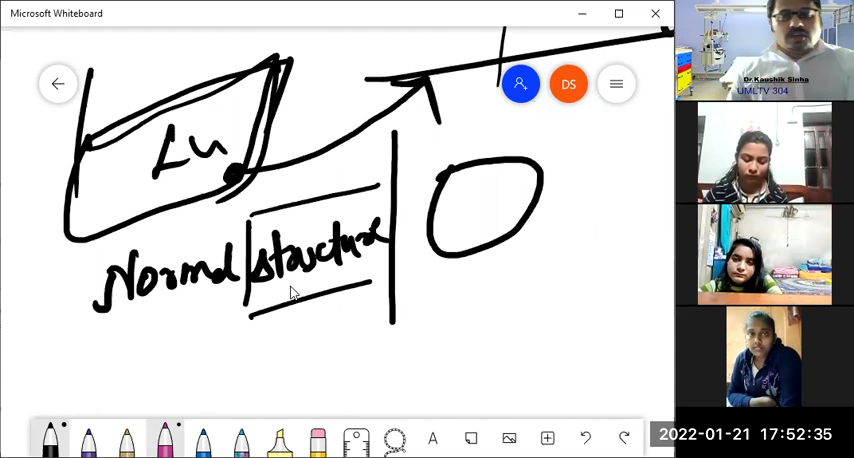 Microsoft Whiteboard
Dr.Kaushik Sinha
UMLTV 304
DS
Lu
Normal structure
A
2022-01-21 17:52:35